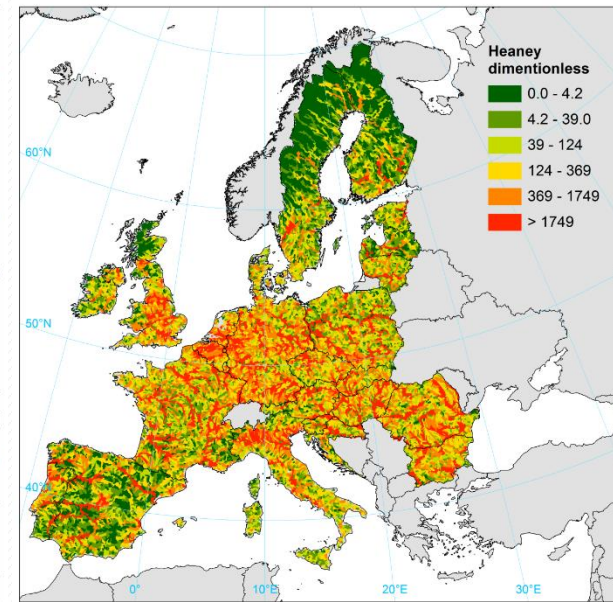 Heaney
dimentionless
0.0 - 4.2
4.2 - 39.0
39 - 124
124 - 369
369 - 1749
> 1749
60°N
50°N
40°N
0°
10°E
20°E
30°E